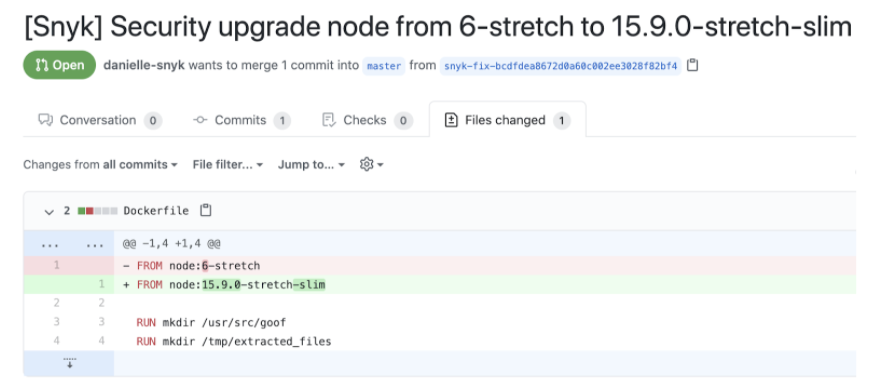 [Snyk] Security upgrade node from 6-stretch to 15.9.0-stretch-slim
Open danielle-snyk wants to merge 1 commit into master from snyk-fix-bcdfdea8672d0a60c002ee3028f82bf4
Conversation 0 Commits 1 Checks 0 Files changed 1
Changes from all commits File filter... Jump to...
2 Dockerfile
... ... @@ -1,4 +1,4 @@
1 - FROM node:6-stretch
1 + FROM node:15.9.0-stretch-slim
2 2
3 3 RUN mkdir /usr/src/goof
4 4 RUN mkdir /tmp/extracted_files